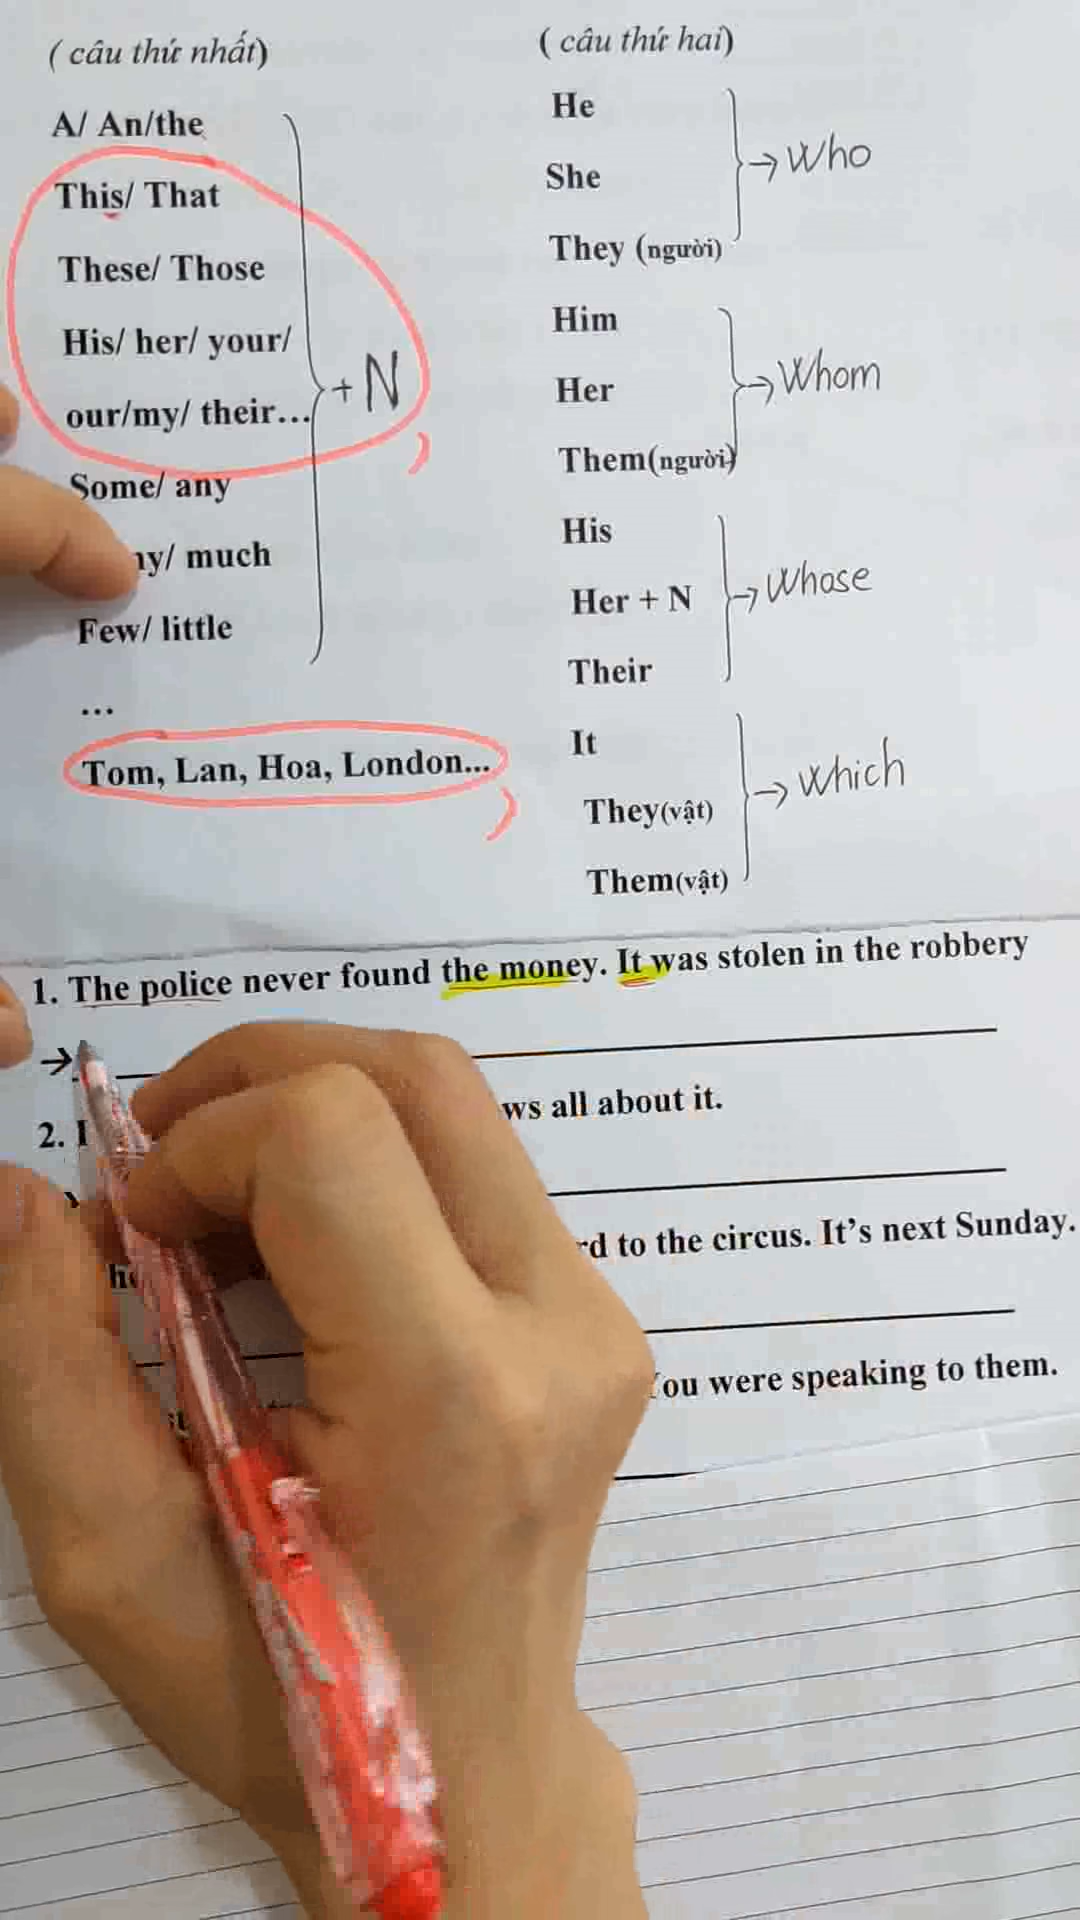 ( câu thứ nhất)
A/ An/the
This/ That
These/ Those
His/ her/ your/
our/my/ their...
+ N
Some/ any
ny/ much
Few/ little
...
Tom, Lan, Hoa, London...
( câu thứ hai)
He
She
They (người)
→ Who
Him
Her
Them(người)
→ Whom
His
Her + N
Their
→ Whose
It
They(vật)
Them(vật)
→ Which
1. The police never found the money. It was stolen in the robbery
→
2. I ws all about it.
rd to the circus. It's next Sunday.
You were speaking to them.